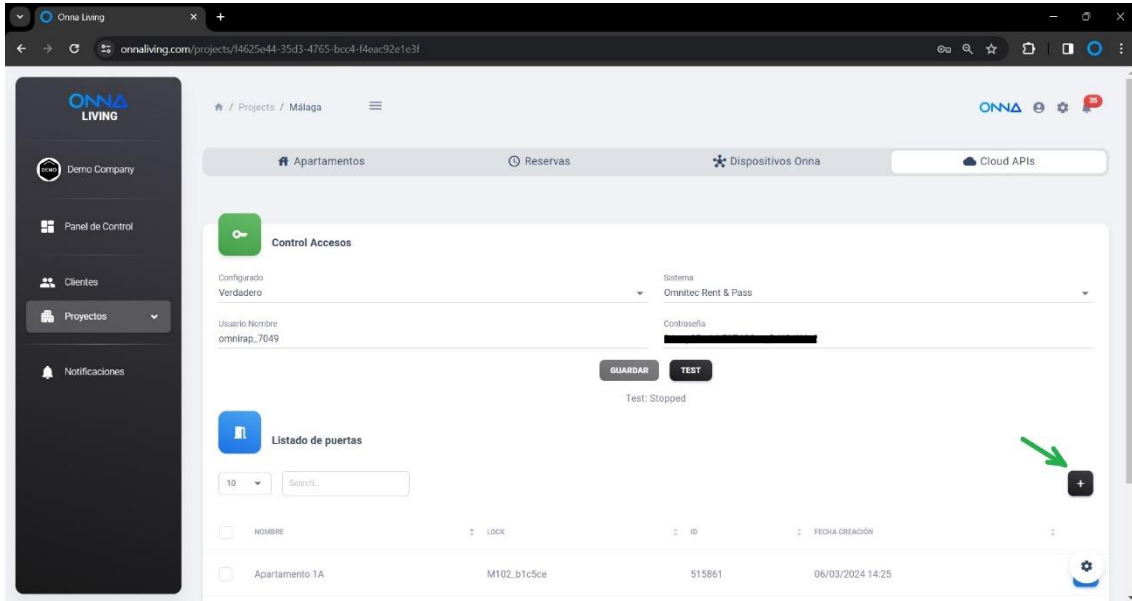 Onna Living
onnaliving.com/projects/f4625e44-35d3-4765-bcc4-f4eac92e1e3f
ONNA
LIVING
/ Projects / Málaga
ONNA
35
DEMO
Demo Company
Apartamentos
Reservas
Dispositivos Onna
Cloud APIs
Panel de Control
Control Accesos
Clientes
Configurado
Sistema
Verdadero
Omnitec Rent & Pass
Proyectos
Usuario Nombre
Contraseña
omnirap_7049
Notificaciones
GUARDAR
TEST
Test: Stopped
Listado de puertas
10
Search..
+
NOMBRE
LOCK
ID
FECHA CREACIÓN
Apartamento 1A
M102_b1c5ce
515861
06/03/2024 14:25